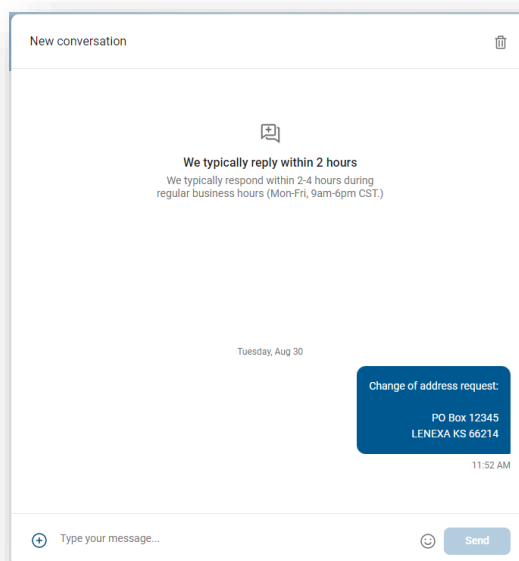 New conversation
We typically reply within 2 hours
We typically respond within 2-4 hours during
regular business hours (Mon-Fri, 9am-6pm CST.)
Tuesday, Aug 30
Change of address request:
PO Box 12345
LENEXA KS 66214
11:52 AM
Type your message...
Send